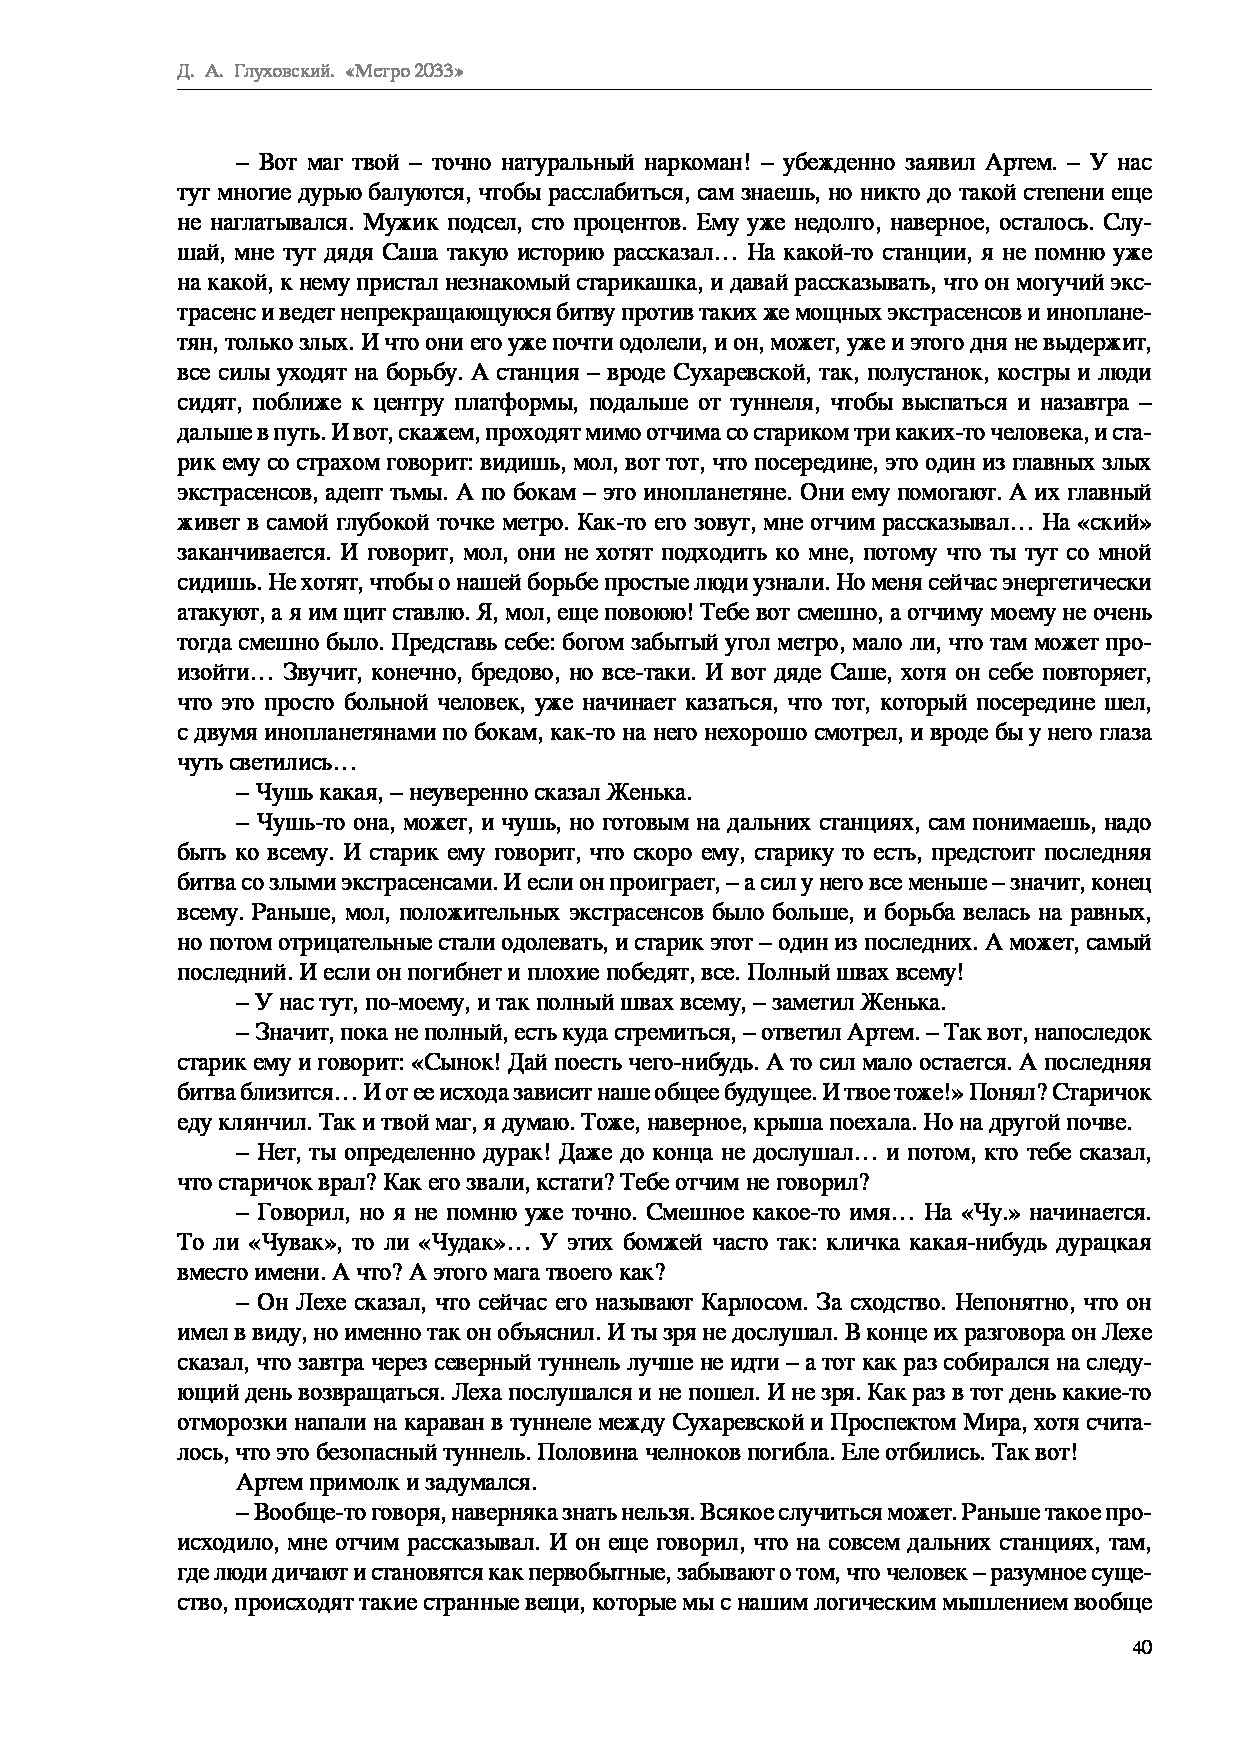 Д. А. Глуховский. «Метро 2033»
– Вот маг твой – точно натуральный наркоман! – убежденно заявил Артем. – У нас
тут многие дурью балуются, чтобы расслабиться, сам знаешь, но никто до такой степени еще
не наглатывался. Мужик подсел, сто процентов. Ему уже недолго, наверное, осталось. Слу-
шай, мне тут дядя Саша такую историю рассказал… На какой-то станции, я не помню уже
на какой, к нему пристал незнакомый старикашка, и давай рассказывать, что он могучий экс-
трасенс и ведет непрекращающуюся битву против таких же мощных экстрасенсов и иноплане-
тян, только злых. И что они его уже почти одолели, и он, может, уже и этого дня не выдержит,
все силы уходят на борьбу. А станция – вроде Сухаревской, так, полустанок, костры и люди
сидят, поближе к центру платформы, подальше от туннеля, чтобы выспаться и назавтра –
дальше в путь. И вот, скажем, проходят мимо отчима со стариком три каких-то человека, и ста-
рик ему со страхом говорит: видишь, мол, вот тот, что посередине, это один из главных злых
экстрасенсов, адепт тьмы. А по бокам – это инопланетяне. Они ему помогают. А их главный
живет в самой глубокой точке метро. Как-то его зовут, мне отчим рассказывал… На «ский»
заканчивается. И говорит, мол, они не хотят подходить ко мне, потому что ты тут со мной
сидишь. Не хотят, чтобы о нашей борьбе простые люди узнали. Но меня сейчас энергетически
атакуют, а я им щит ставлю. Я, мол, еще повоюю! Тебе вот смешно, а отчиму моему не очень
тогда смешно было. Представь себе: богом забытый угол метро, мало ли, что там может про-
изойти… Звучит, конечно, бредово, но все-таки. И вот дяде Саше, хотя он себе повторяет,
что это просто больной человек, уже начинает казаться, что тот, который посередине шел,
с двумя инопланетянами по бокам, как-то на него нехорошо смотрел, и вроде бы у него глаза
чуть светились…
– Чушь какая, – неуверенно сказал Женька.
– Чушь-то она, может, и чушь, но готовым на дальних станциях, сам понимаешь, надо
быть ко всему. И старик ему говорит, что скоро ему, старику то есть, предстоит последняя
битва со злыми экстрасенсами. И если он проиграет, – а сил у него все меньше – значит, конец
всему. Раньше, мол, положительных экстрасенсов было больше, и борьба велась на равных,
но потом отрицательные стали одолевать, и старик этот – один из последних. А может, самый
последний. И если он погибнет и плохие победят, все. Полный швах всему!
– У нас тут, по-моему, и так полный швах всему, – заметил Женька.
– Значит, пока не полный, есть куда стремиться, – ответил Артем. – Так вот, напоследок
старик ему и говорит: «Сынок! Дай поесть чего-нибудь. А то сил мало остается. А последняя
битва близится… И от ее исхода зависит наше общее будущее. И твое тоже!» Понял? Старичок
еду клянчил. Так и твой маг, я думаю. Тоже, наверное, крыша поехала. Но на другой почве.
– Нет, ты определенно дурак! Даже до конца не дослушал… и потом, кто тебе сказал,
что старичок врал? Как его звали, кстати? Тебе отчим не говорил?
– Говорил, но я не помню уже точно. Смешное какое-то имя… На «Чу.» начинается.
То ли «Чувак», то ли «Чудак»… У этих бомжей часто так: кличка какая-нибудь дурацкая
вместо имени. А что? А этого мага твоего как?
– Он Лехе сказал, что сейчас его называют Карлосом. За сходство. Непонятно, что он
имел в виду, но именно так он объяснил. И ты зря не дослушал. В конце их разговора он Лехе
сказал, что завтра через северный туннель лучше не идти – а тот как раз собирался на следу-
ющий день возвращаться. Леха послушался и не пошел. И не зря. Как раз в тот день какие-то
отморозки напали на караван в туннеле между Сухаревской и Проспектом Мира, хотя счита-
лось, что это безопасный туннель. Половина челноков погибла. Еле отбились. Так вот!
Артем примолк и задумался.
– Вообще-то говоря, наверняка знать нельзя. Всякое случиться может. Раньше такое про-
исходило, мне отчим рассказывал. И он еще говорил, что на совсем дальних станциях, там,
где люди дичают и становятся как первобытные, забывают о том, что человек – разумное суще-
ство, происходят такие странные вещи, которые мы с нашим логическим мышлением вообще
40